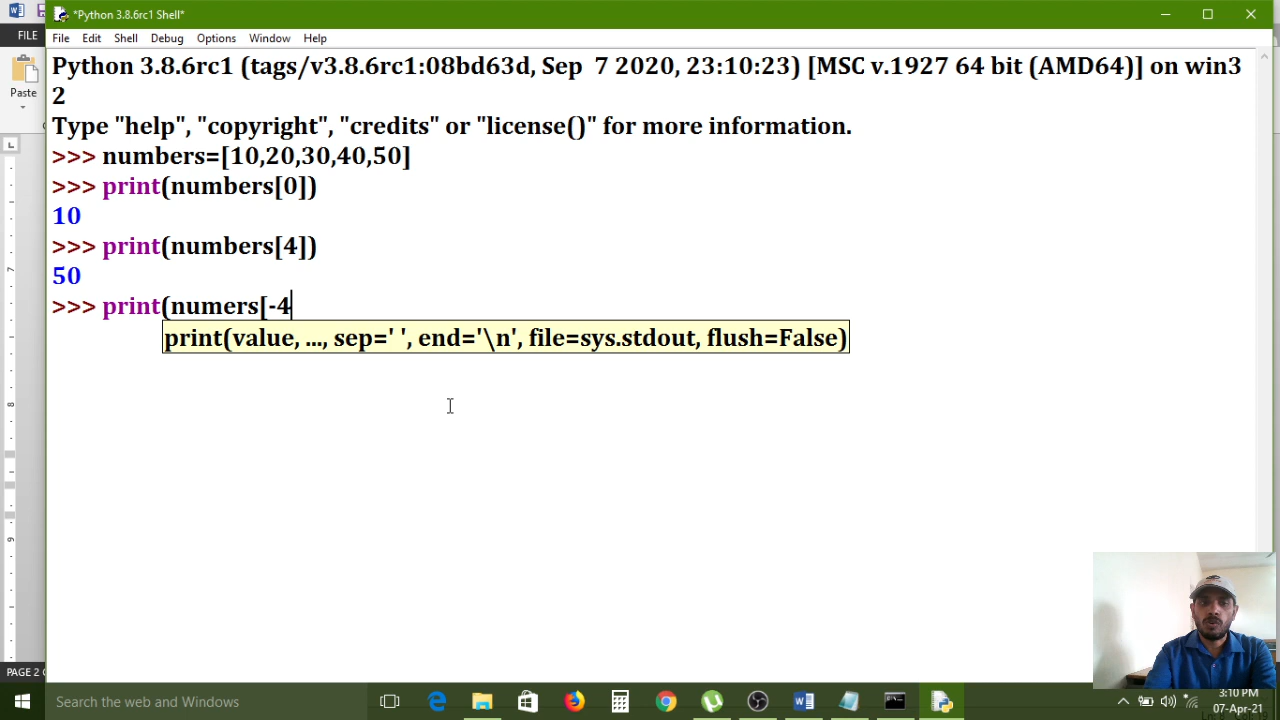 *Python 3.8.6rc1 Shell*
FILE
File Edit Shell Debug Options Window Help
Paste
Python 3.8.6rc1 (tags/v3.8.6rc1:08bd63d, Sep  7 2020, 23:10:23) [MSC v.1927 64 bit (AMD64)] on win3
2
Type "help", "copyright", "credits" or "license()" for more information.
>>> numbers=[10,20,30,40,50]
>>> print(numbers[0])
10
>>> print(numbers[4])
50
>>> print(numers[-4
print(value, ..., sep=' ', end='\n', file=sys.stdout, flush=False)
7
8
9
PAGE 2
Search the web and Windows
3:10 PM
07-Apr-21